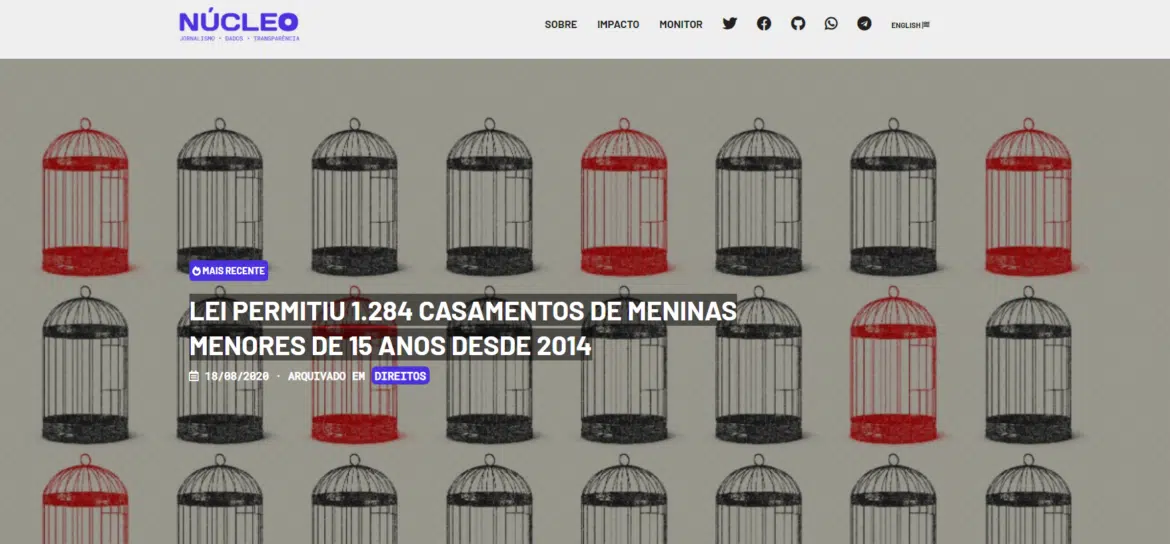 NÚCLEO
JORNALISMO • DADOS • TRANSPARÊNCIA
SOBRE IMPACTO MONITOR ENGLISH
MAIS RECENTE
LEI PERMITIU 1.284 CASAMENTOS DE MENINAS
MENORES DE 15 ANOS DESDE 2014
18/08/2020 · ARQUIVADO EM DIREITOS